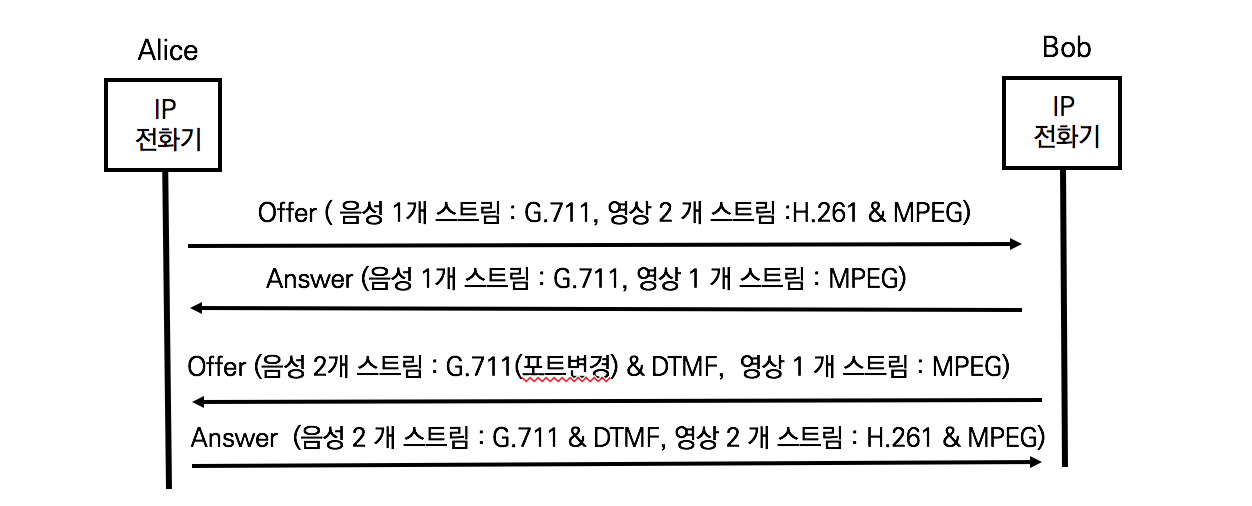 Alice
Bob
IP
전화기
IP
전화기
Offer ( 음성 1개 스트림 : G.711, 영상 2 개 스트림 :H.261 & MPEG)
Answer (음성 1개 스트림 : G.711, 영상 1 개 스트림 : MPEG)
Offer (음성 2개 스트림 : G.711(포트변경) & DTMF, 영상 1 개 스트림 : MPEG)
Answer (음성 2 개 스트림 : G.711 & DTMF, 영상 2 개 스트림 : H.261 & MPEG)